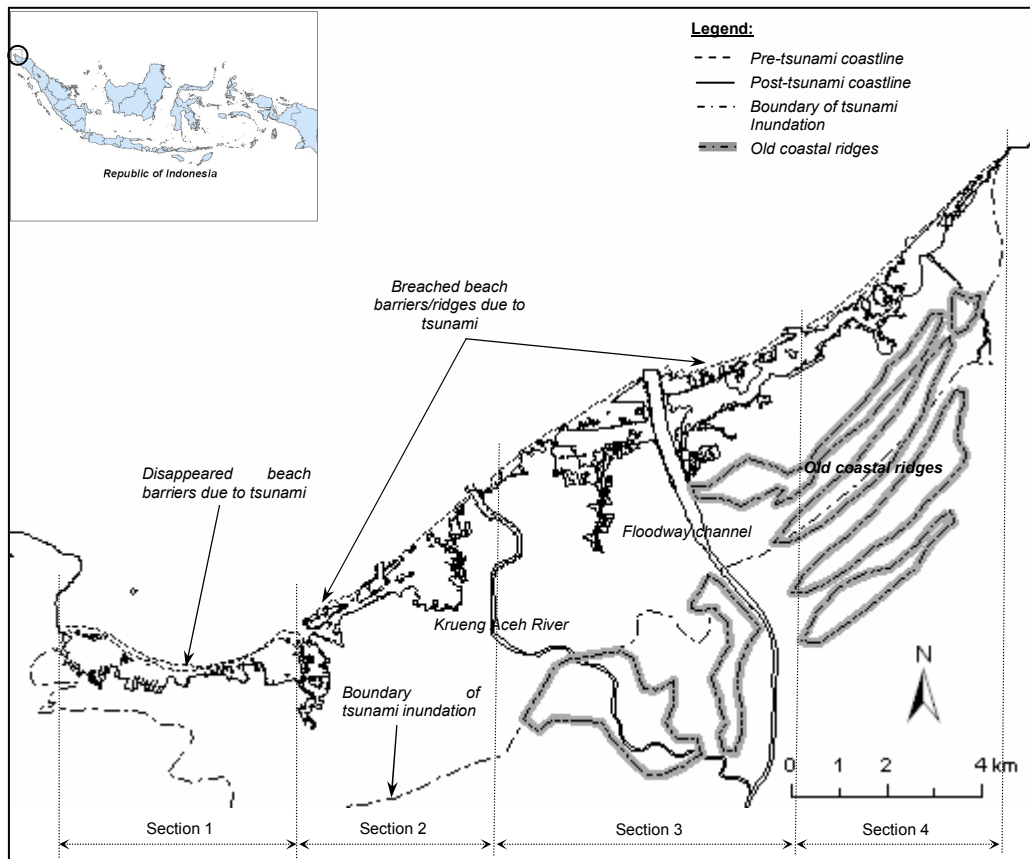 Republic of Indonesia
Legend:
Pre-tsunami coastline
Post-tsunami coastline
Boundary of tsunami
Inundation
Old coastal ridges
Breached beach
barriers/ridges due to
tsunami
Disappeared beach
barriers due to tsunami
Old coastal ridges
Floodway channel
Krueng Aceh River
Boundary of
tsunami inundation
N
0 1 2 4 km
Section 1 Section 2 Section 3 Section 4